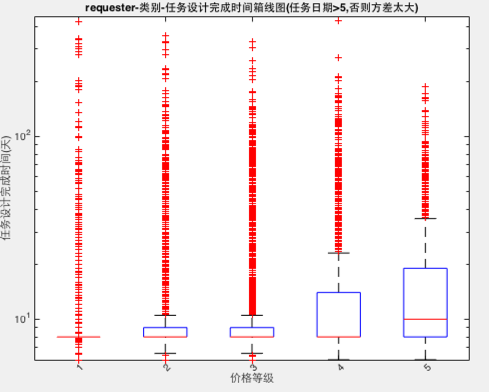 requester-类别-任务设计完成时间箱线图(任务日期>5,否则方差太大)
任务设计完成时间(天)
10²
10¹
1 2 3 4 5
价格等级